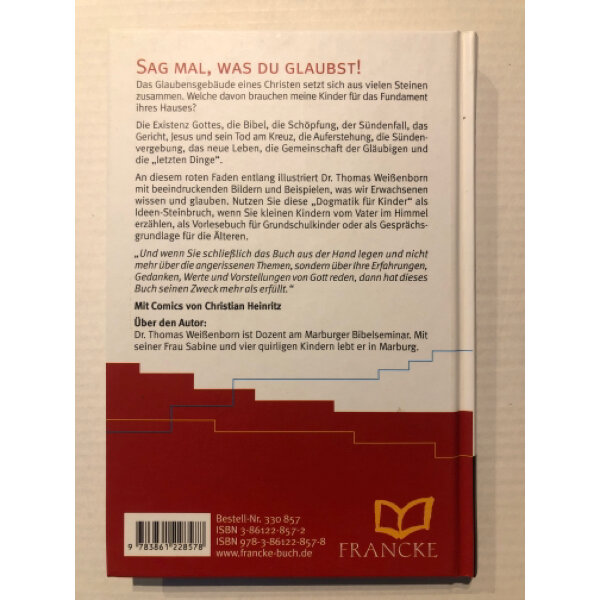 SAG MAL, WAS DU GLAUBST!
Das Glaubensgebäude eines Christen setzt sich aus vielen Steinen
zusammen. Welche davon brauchen meine Kinder für das Fundament
ihres Hauses?
Die Existenz Gottes, die Bibel, die Schöpfung, der Sündenfall, das
Gericht, Jesus und sein Tod am Kreuz, die Auferstehung, die Sünden-
vergebung, das neue Leben, die Gemeinschaft der Gläubigen und
die „letzten Dinge“.
An diesem roten Faden entlang illustriert Dr. Thomas Weißenborn
mit beeindruckenden Bildern und Beispielen, was wir Erwachsenen
wissen und glauben. Nutzen Sie diese „Dogmatik für Kinder“ als
Ideen-Steinbruch, wenn Sie kleinen Kindern vom Vater im Himmel
erzählen, als Vorlesebuch für Grundschulkinder oder als Gesprächs-
grundlage für die Älteren.
„Und wenn Sie schließlich das Buch aus der Hand legen und nicht
mehr über die angerissenen Themen, sondern über Ihre Erfahrungen,
Gedanken, Werte und Vorstellungen von Gott reden, dann hat dieses
Buch seinen Zweck mehr als erfüllt.“
Mit Comics von Christian Heinritz
Über den Autor:
Dr. Thomas Weißenborn ist Dozent am Marburger Bibelseminar. Mit
seiner Frau Sabine und vier quirligen Kindern lebt er in Marburg.
Bestell-Nr. 330 857
ISBN 3-86122-857-2
ISBN 978-3-86122-857-8
www.francke-buch.de
9 783861 228578
FRANCKE